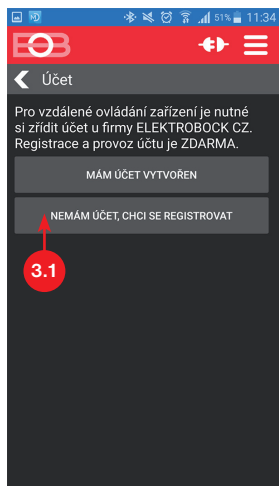 51% 11:34
EOB
Účet
Pro vzdálené ovládání zařízení je nutné
si zřídit účet u firmy ELEKTROBOCK CZ.
Registrace a provoz účtu je ZDARMA.
MÁM ÚČET VYTVOŘEN
NEMÁM ÚČET, CHCI SE REGISTROVAT
3.1